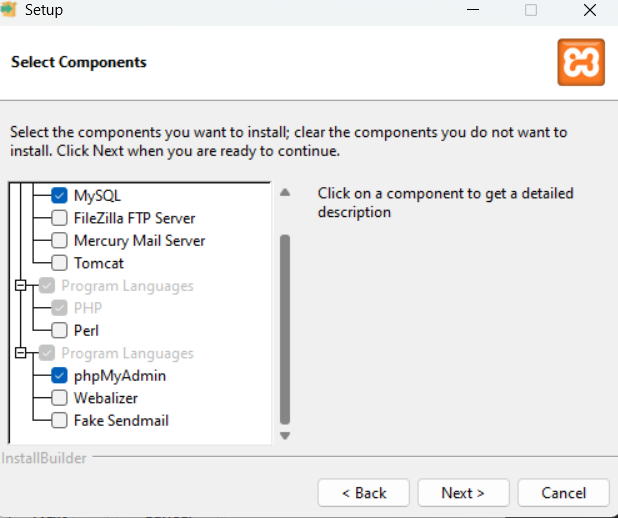 Setup
Select Components
Select the components you want to install; clear the components you do not want to
install. Click Next when you are ready to continue.
MySQL
FileZilla FTP Server
Mercury Mail Server
Tomcat
Program Languages
PHP
Perl
Program Languages
phpMyAdmin
Webalizer
Fake Sendmail
Click on a component to get a detailed
description
InstallBuilder
< Back
Next >
Cancel